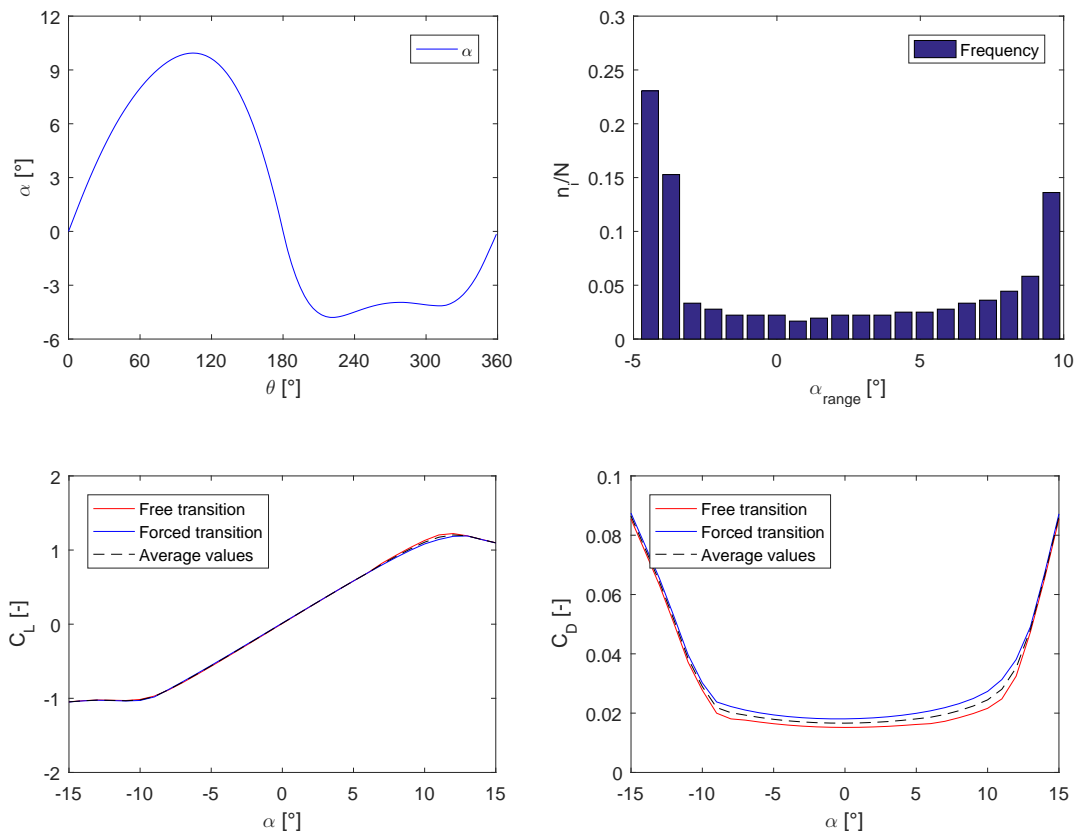 12
9
6
3
0
-3
-6
α [°]
0 60 120 180 240 300 360
θ [°]
α
0.3
0.25
0.2
0.15
0.1
0.05
0
n_i/N
-5 0 5 10
α_range [°]
Frequency
2
1
0
-1
-2
C_L [-]
-15 -10 -5 0 5 10 15
α [°]
Free transition
Forced transition
Average values
0.1
0.08
0.06
0.04
0.02
0
C_D [-]
-15 -10 -5 0 5 10 15
α [°]
Free transition
Forced transition
Average values